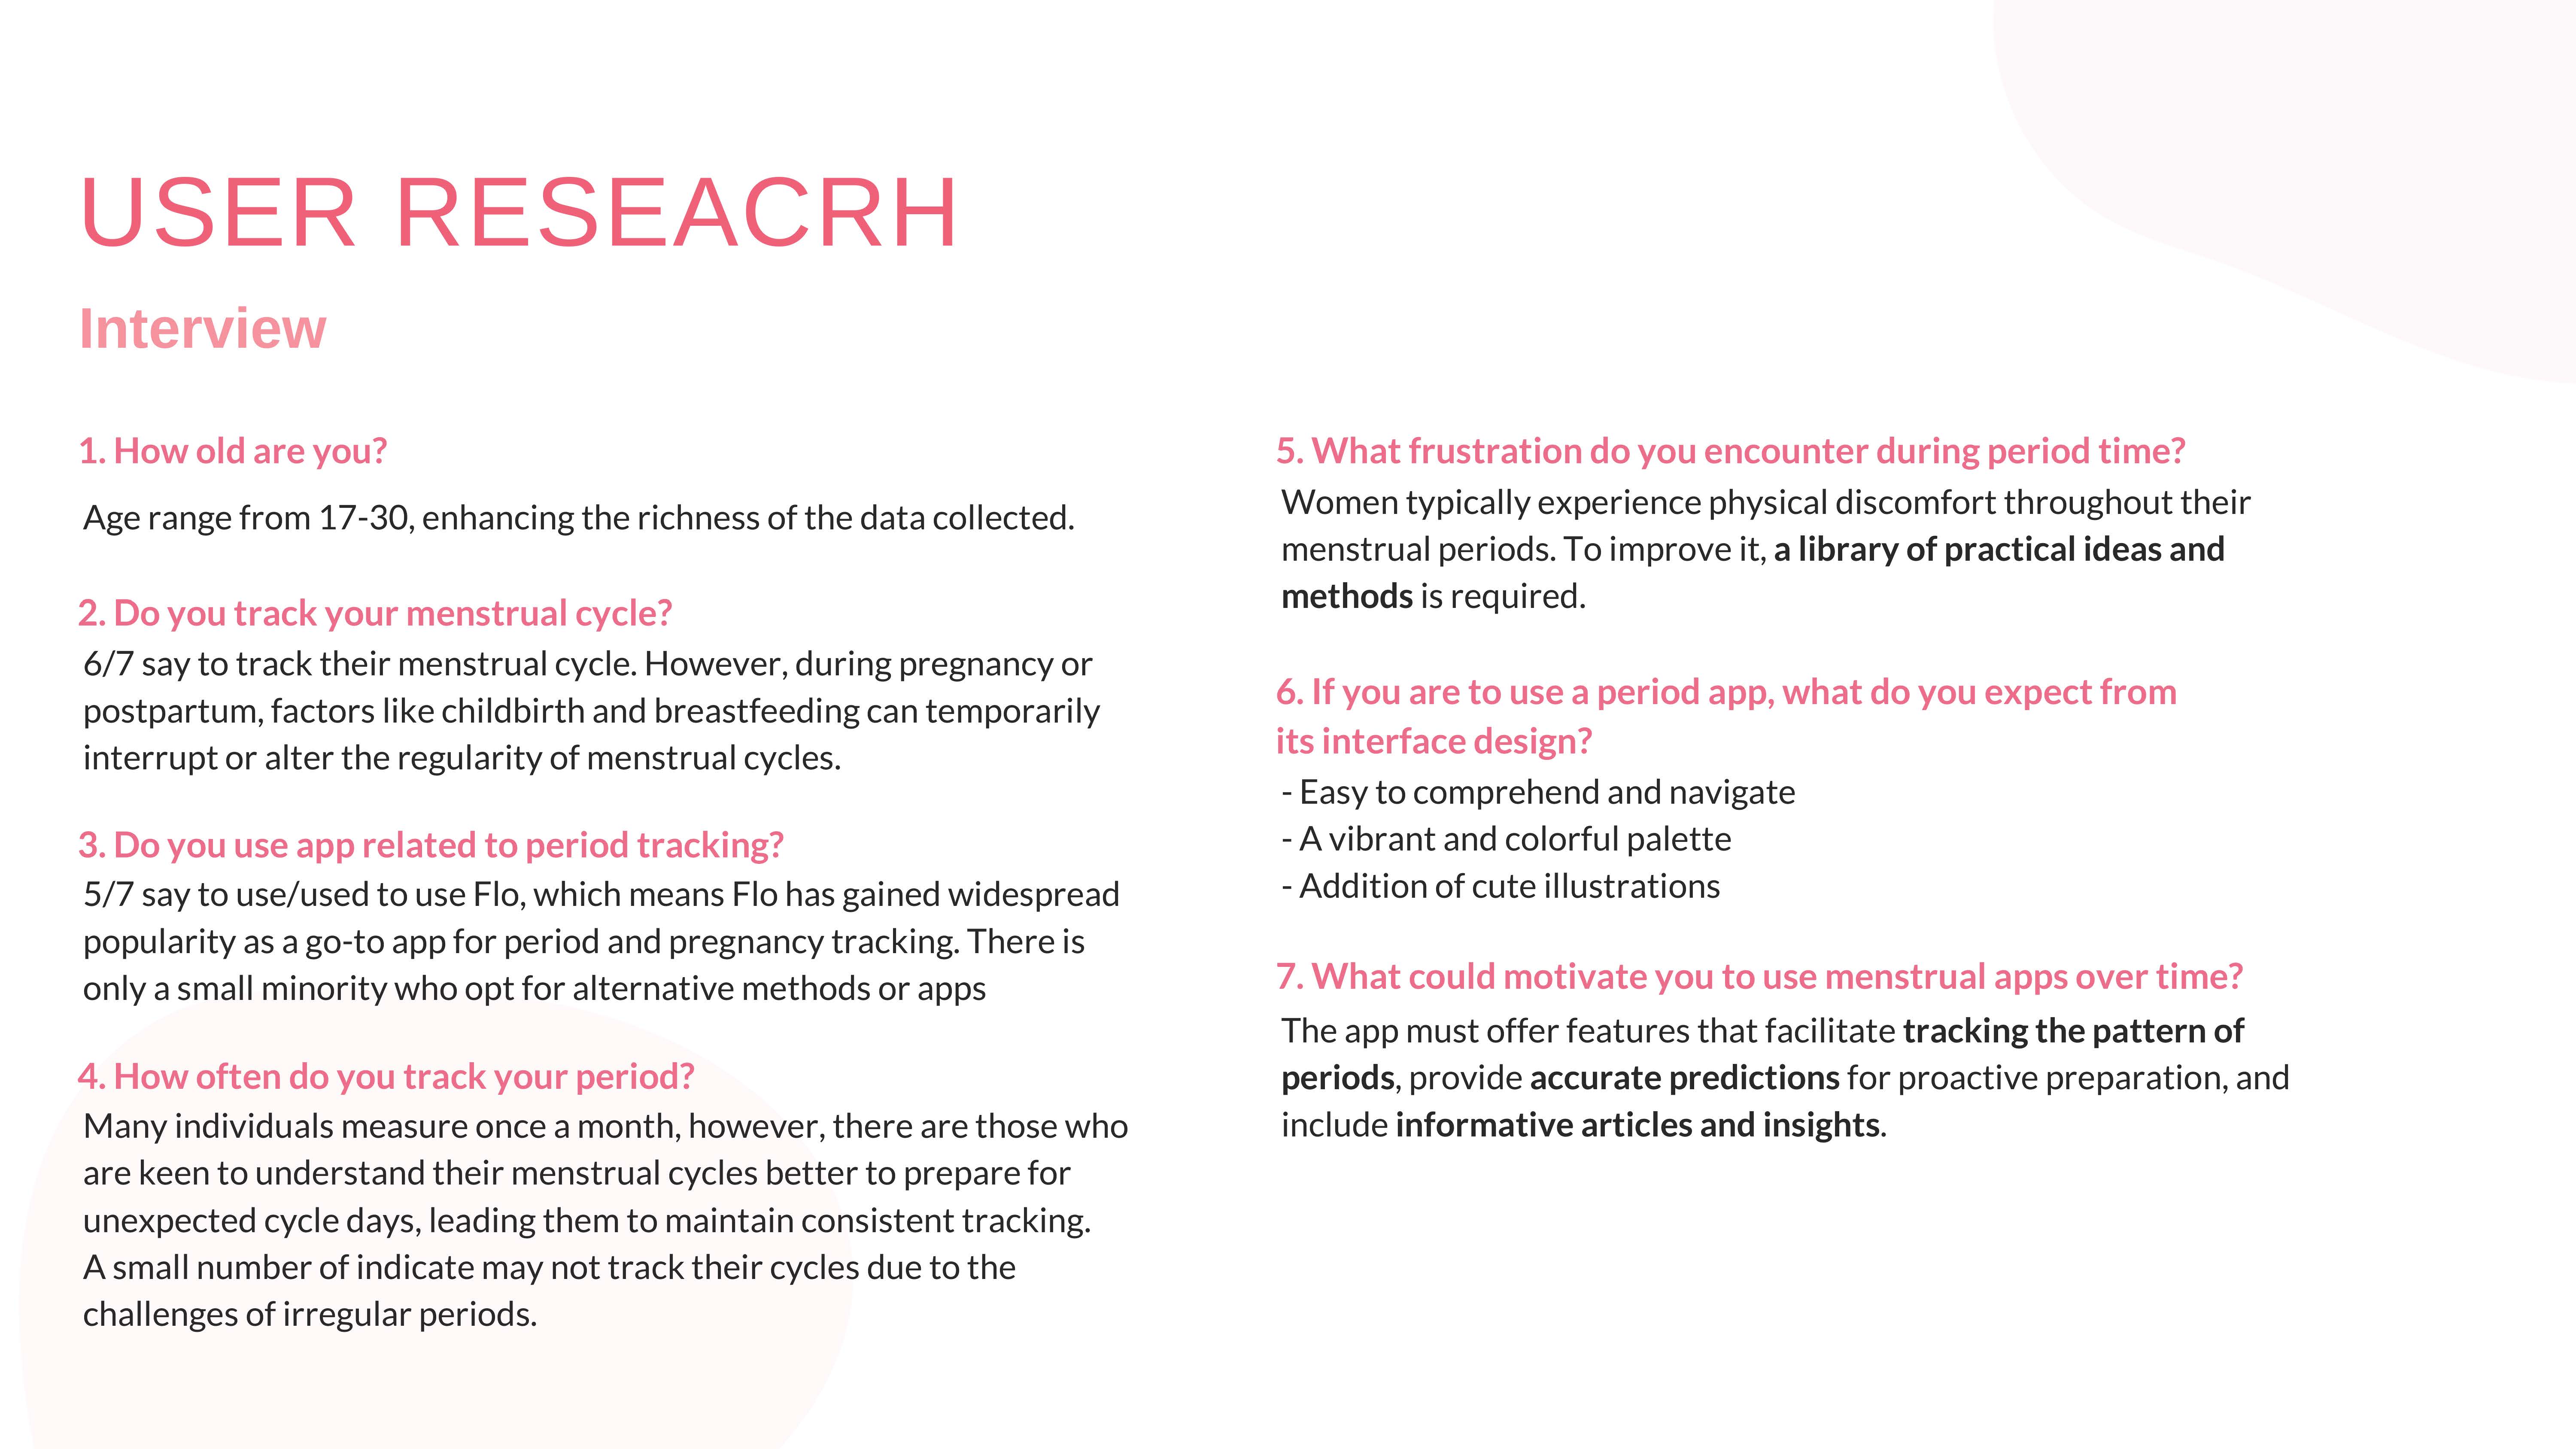 USER RESEACRH
Interview
1. How old are you?
Age range from 17-30, enhancing the richness of the data collected.
2. Do you track your menstrual cycle?
6/7 say to track their menstrual cycle. However, during pregnancy or
postpartum, factors like childbirth and breastfeeding can temporarily
interrupt or alter the regularity of menstrual cycles.
3. Do you use app related to period tracking?
5/7 say to use/used to use Flo, which means Flo has gained widespread
popularity as a go-to app for period and pregnancy tracking. There is
only a small minority who opt for alternative methods or apps
4. How often do you track your period?
Many individuals measure once a month, however, there are those who
are keen to understand their menstrual cycles better to prepare for
unexpected cycle days, leading them to maintain consistent tracking.
A small number of indicate may not track their cycles due to the
challenges of irregular periods.
5. What frustration do you encounter during period time?
Women typically experience physical discomfort throughout their
menstrual periods. To improve it, a library of practical ideas and
methods is required.
6. If you are to use a period app, what do you expect from
its interface design?
- Easy to comprehend and navigate
- A vibrant and colorful palette
- Addition of cute illustrations
7. What could motivate you to use menstrual apps over time?
The app must offer features that facilitate tracking the pattern of
periods, provide accurate predictions for proactive preparation, and
include informative articles and insights.